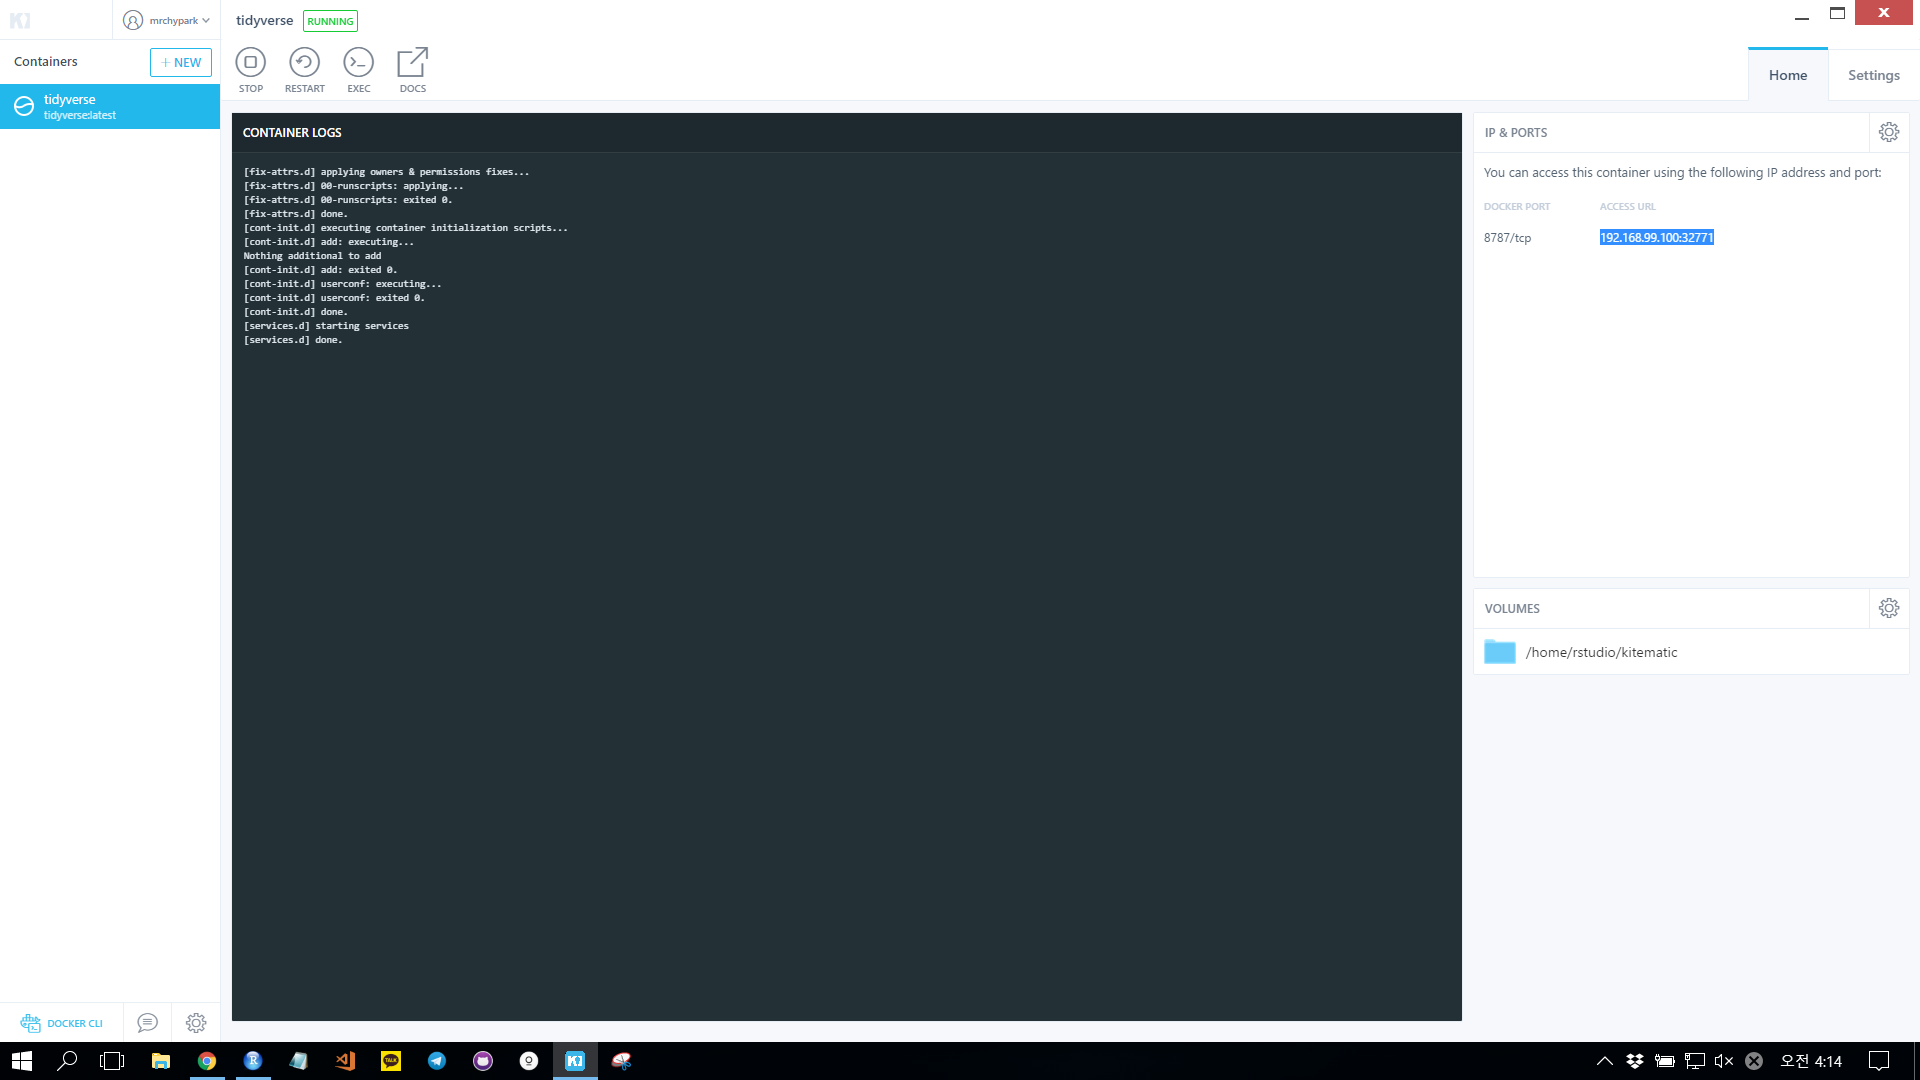 mrchypark
tidyverse RUNNING
Containers
+ NEW
tidyverse
tidyverse:latest
STOP
RESTART
EXEC
DOCS
Home
Settings
CONTAINER LOGS
[fix-attrs.d] applying owners & permissions fixes...
[fix-attrs.d] 00-runscripts: applying...
[fix-attrs.d] 00-runscripts: exited 0.
[fix-attrs.d] done.
[cont-init.d] executing container initialization scripts...
[cont-init.d] add: executing...
Nothing additional to add
[cont-init.d] add: exited 0.
[cont-init.d] userconf: executing...
[cont-init.d] userconf: exited 0.
[cont-init.d] done.
[services.d] starting services
[services.d] done.
IP & PORTS
You can access this container using the following IP address and port:
DOCKER PORT ACCESS URL
8787/tcp 192.168.99.100:32771
VOLUMES
/home/rstudio/kitematic
DOCKER CLI
R
TALK
오전 4:14